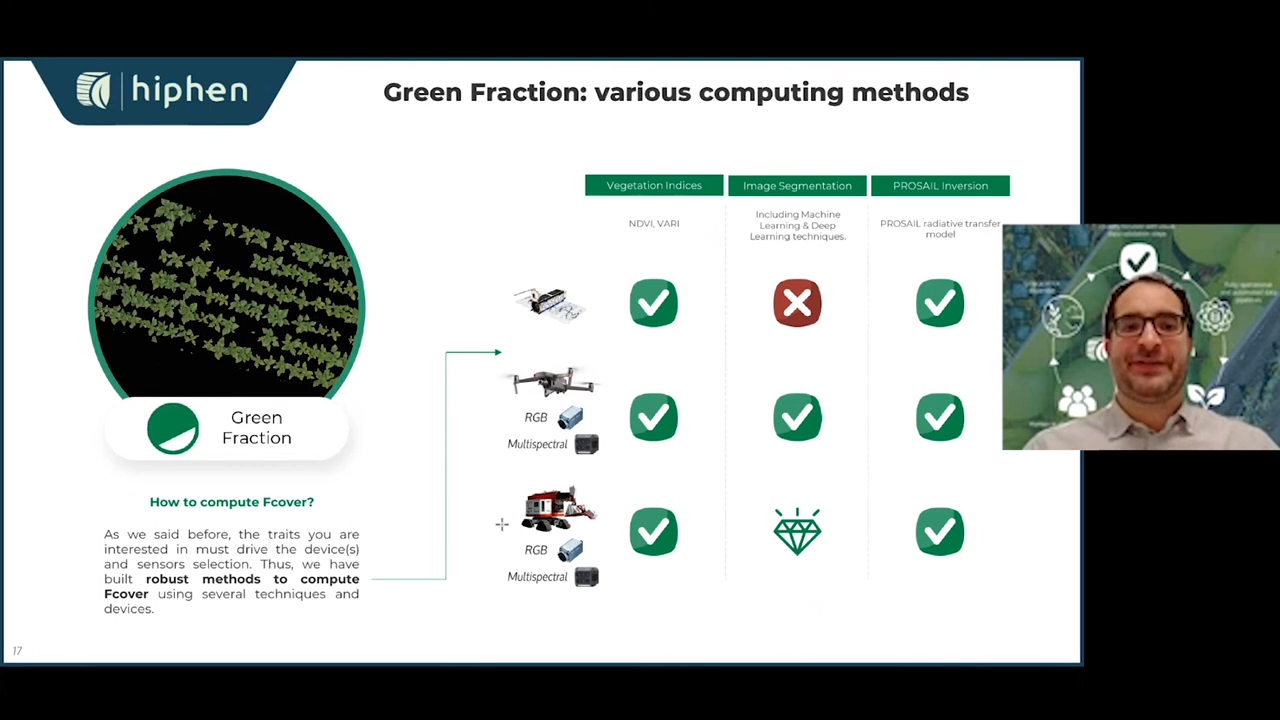 hiphen
Green Fraction: various computing methods
Vegetation Indices
Image Segmentation
PROSAIL Inversion
NDVI, VARI
Including Machine
Learning & Deep
Learning techniques.
PROSAIL radiative transfer
model
RGB
Multispectral
Green
Fraction
How to compute Fcover?
As we said before, the traits you are
interested in must drive the device(s)
and sensors selection. Thus, we have
built robust methods to compute
Fcover using several techniques and
devices.
RGB
Multispectral
17